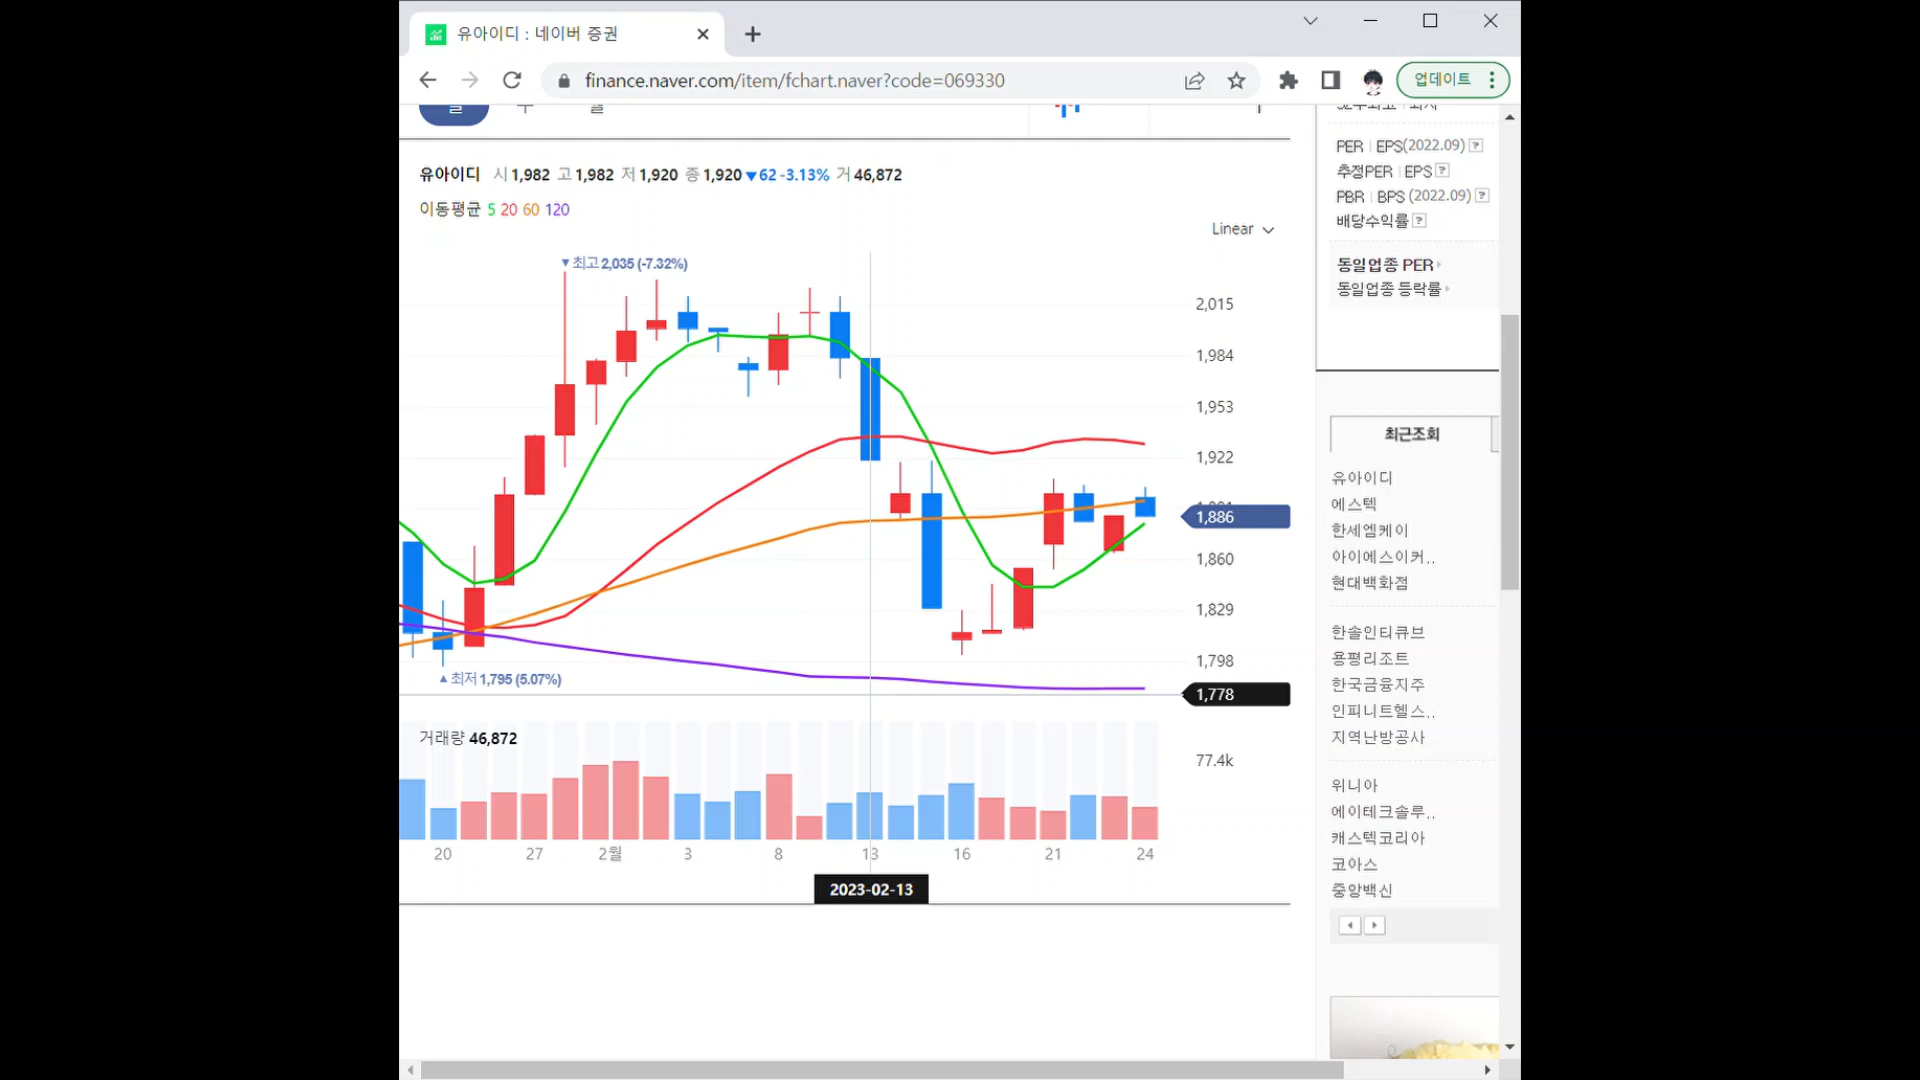 유아이디 : 네이버 증권
finance.naver.com/item/fchart.naver?code=069330
업데이트
유아이디 시 1,982 고 1,982 저 1,920 종 1,920 ▼62 -3.13% 거 46,872
이동평균 5 20 60 120
Linear
▼최고 2,035 (-7.32%)
2,015
1,984
1,953
1,922
1,886
1,860
1,829
1,798
▲최저 1,795 (5.07%)
1,778
거래량 46,872
77.4k
20 27 2월 3 8 13 16 21 24
2023-02-13
PER EPS(2022.09)
추정PER EPS
PBR BPS (2022.09)
배당수익률
동일업종 PER
동일업종 등락률
최근조회
유아이디
에스텍
한세엠케이
아이에스이커..
현대백화점
한솔인티큐브
용평리조트
한국금융지주
인피니트헬스..
지역난방공사
위니아
에이테크솔루..
캐스텍코리아
코아스
중앙백신